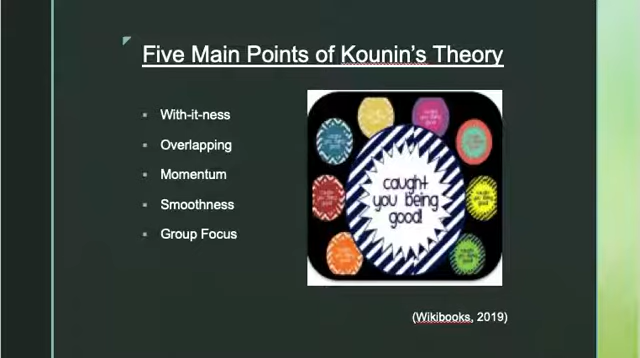 Five Main Points of Kounin's Theory
With-it-ness
Overlapping
Momentum
Smoothness
Group Focus
caught
you being
good!
(Wikibooks, 2019)